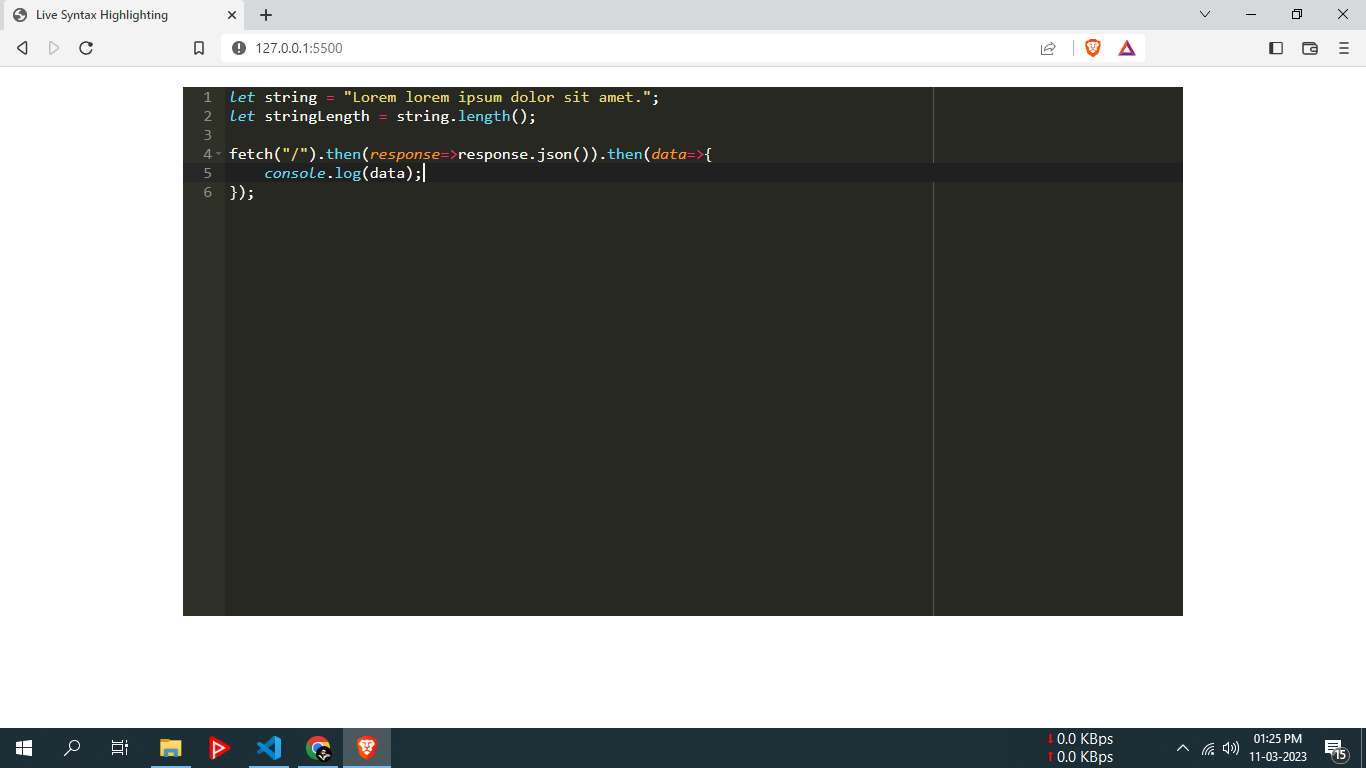 Live Syntax Highlighting
127.0.0.1:5500
1 let string = "Lorem lorem ipsum dolor sit amet.";
2 let stringLength = string.length();
3
4 fetch("/").then(response=>response.json()).then(data=>{
5     console.log(data);
6 });
0.0 KBps
0.0 KBps
01:25 PM
11-03-2023
15